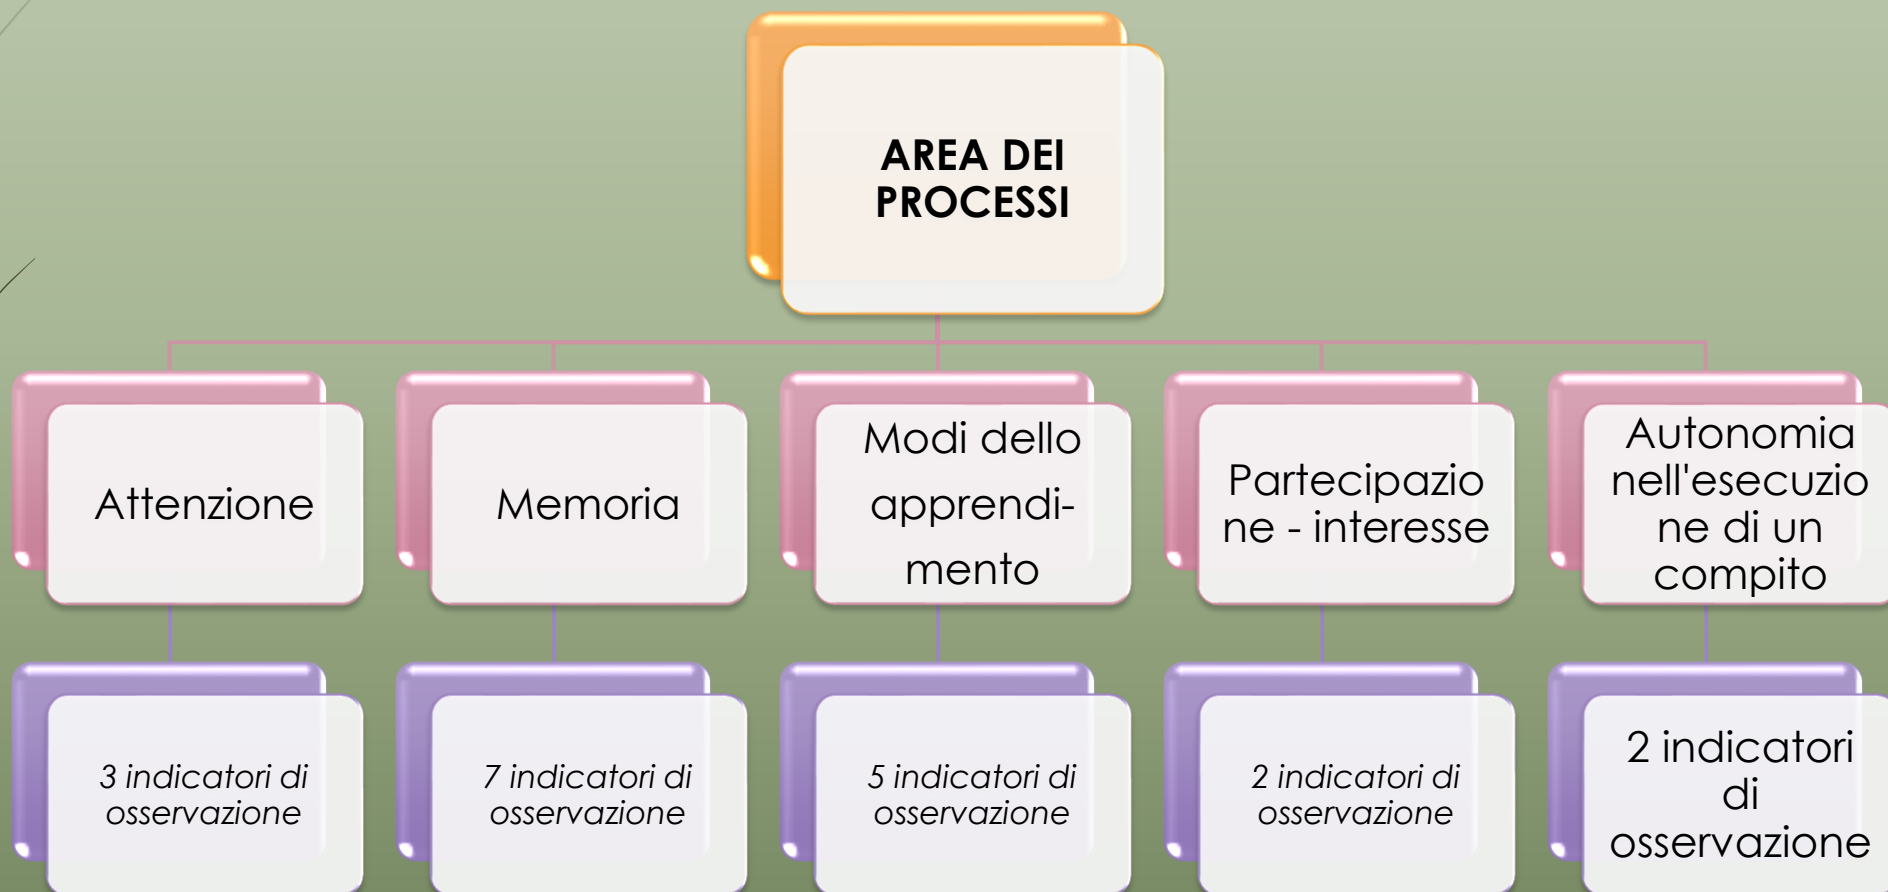 AREA DEI
PROCESSI
Attenzione
Memoria
Modi dello
apprendi-
mento
Partecipazio
ne - interesse
Autonomia
nell'esecuzio
ne di un
compito
3 indicatori di
osservazione
7 indicatori di
osservazione
5 indicatori di
osservazione
2 indicatori di
osservazione
2 indicatori
di
osservazione